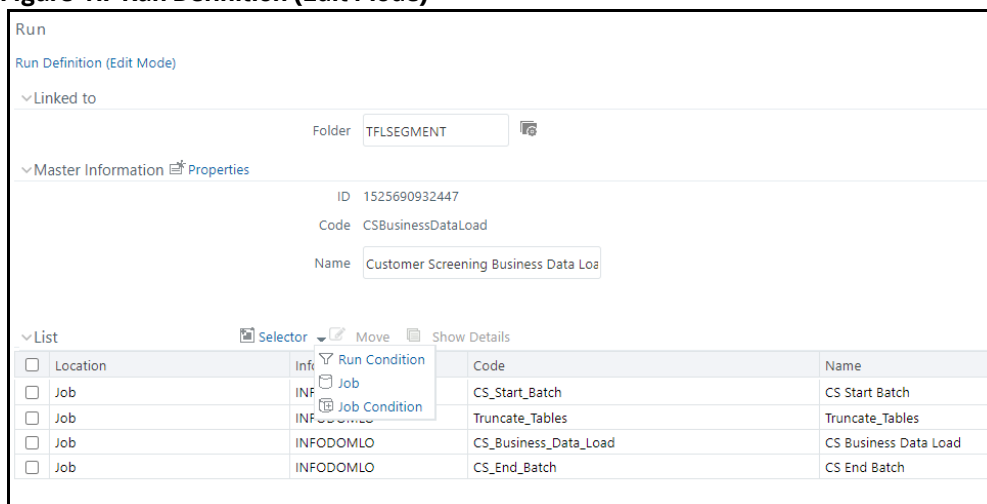 Run
Run Definition (Edit Mode)
Linked to
Folder TFLSEGMENT
Master Information Properties
ID 1525690932447
Code CSBusinessDataLoad
Name Customer Screening Business Data Loa
List Selector Move Show Details
Location Code Name
Run Condition
Job
Job Condition
Job CS_Start_Batch CS Start Batch
Job Truncate_Tables Truncate_Tables
Job INFODOMLO CS_Business_Data_Load CS Business Data Load
Job INFODOMLO CS_End_Batch CS End Batch